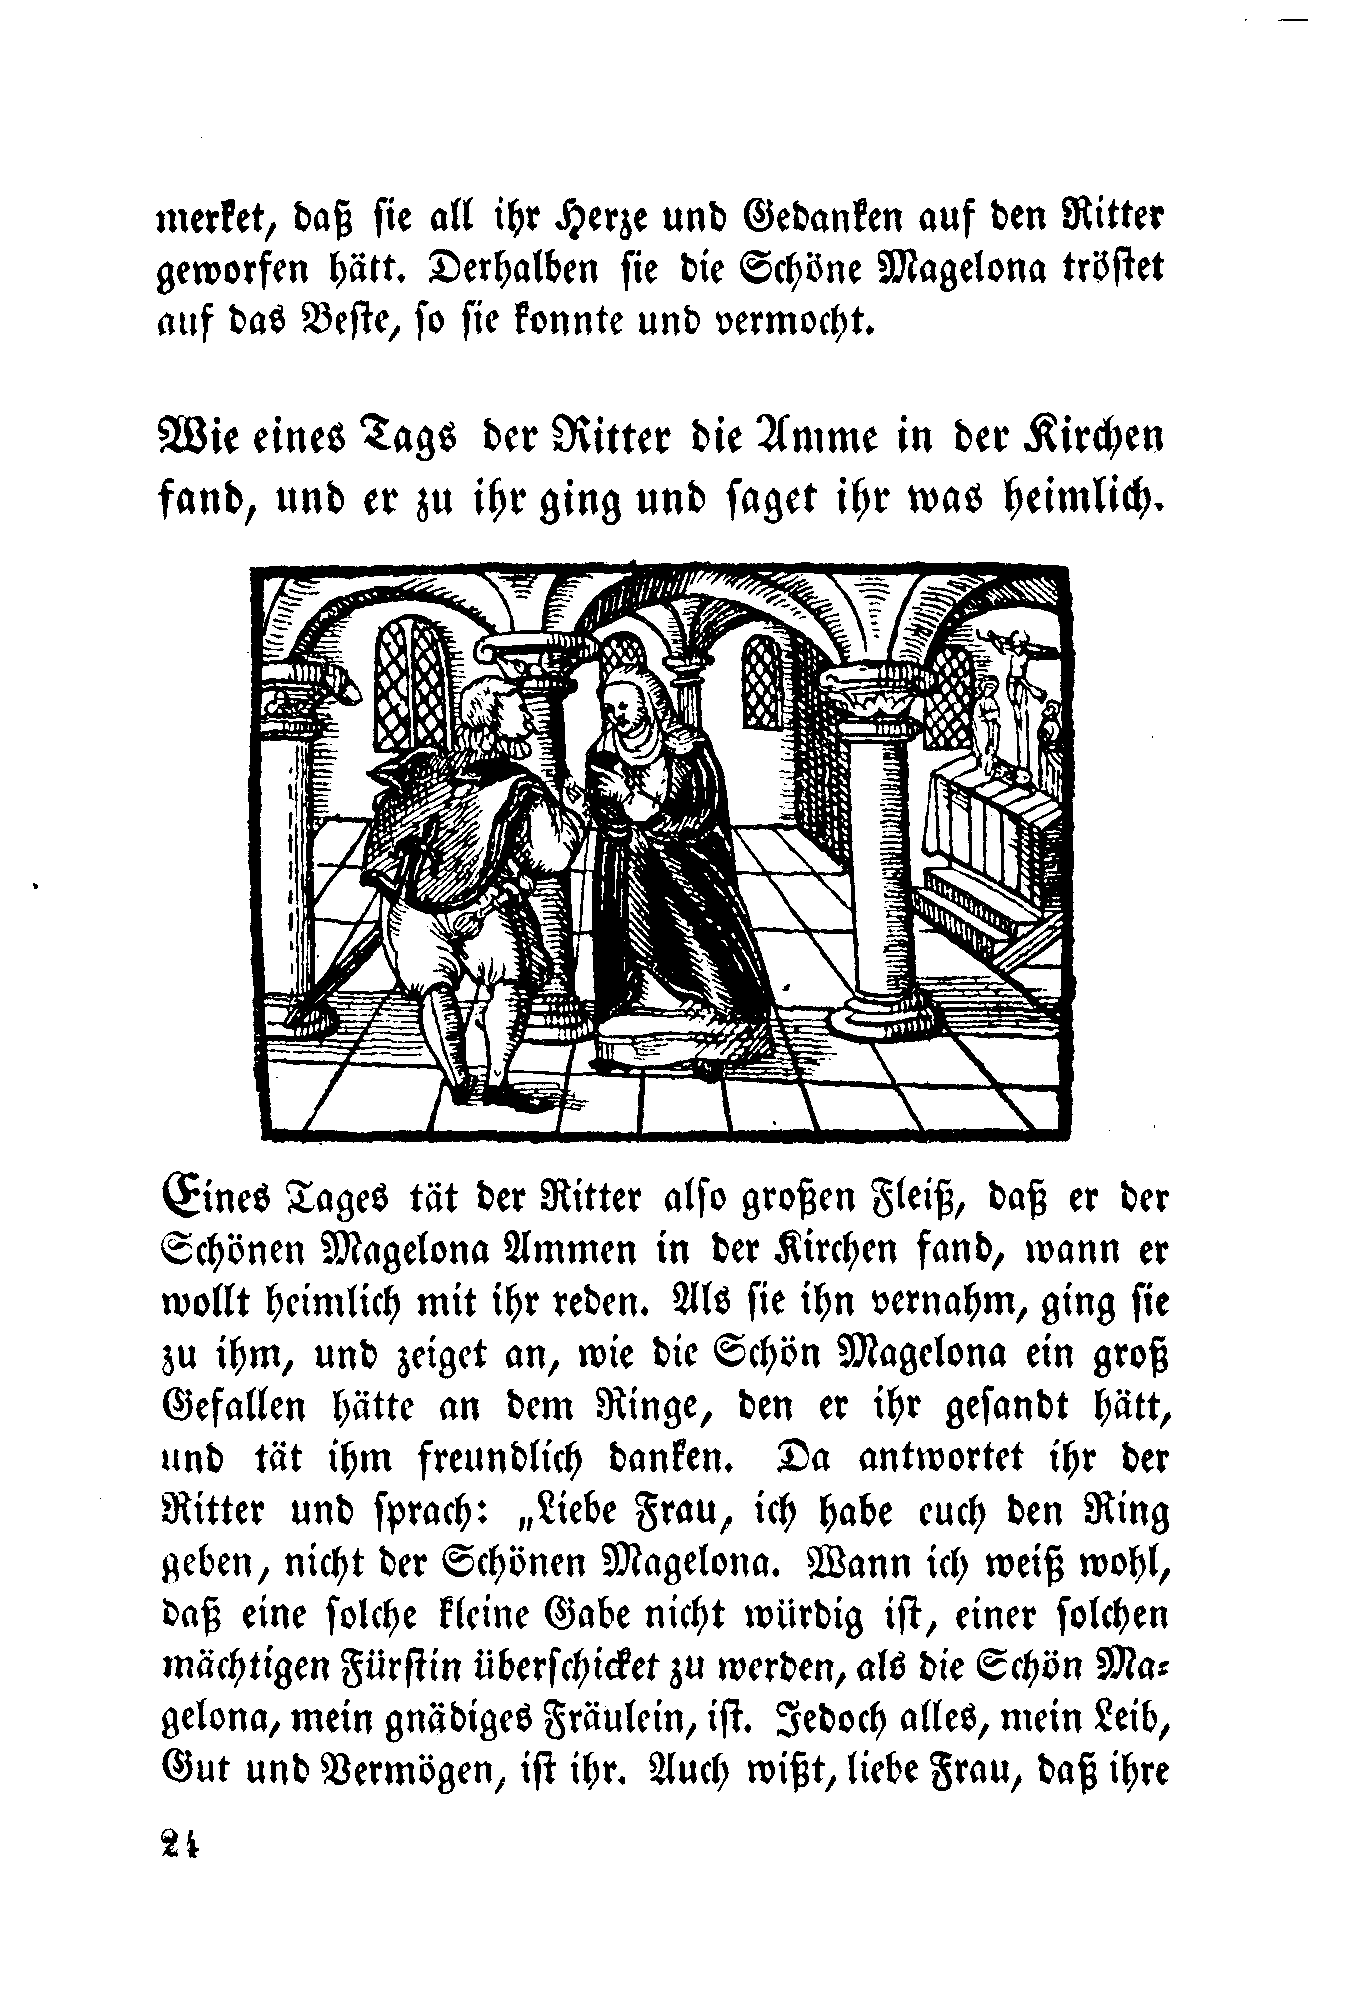 merket, daß sie all ihr Herze und Gedanken auf den Ritter
geworfen hätt. Derhalben sie die Schöne Magelona tröstet
auf das Beste, so sie konnte und vermocht.
Wie eines Tags der Ritter die Amme in der Kirchen
fand, und er zu ihr ging und saget ihr was heimlich.
Eines Tages tät der Ritter also großen Fleiß, daß er der
Schönen Magelona Ammen in der Kirchen fand, wann er
wollt heimlich mit ihr reden. Als sie ihn vernahm, ging sie
zu ihm, und zeiget an, wie die Schön Magelona ein groß
Gefallen hätte an dem Ringe, den er ihr gesandt hätt,
und tät ihm freundlich danken. Da antwortet ihr der
Ritter und sprach: „Liebe Frau, ich habe euch den Ring
geben, nicht der Schönen Magelona. Wann ich weiß wohl,
daß eine solche kleine Gabe nicht würdig ist, einer solchen
mächtigen Fürstin überschicket zu werden, als die Schön Ma-
gelona, mein gnädiges Fräulein, ist. Jedoch alles, mein Leib,
Gut und Vermögen, ist ihr. Auch wißt, liebe Frau, daß ihre
24